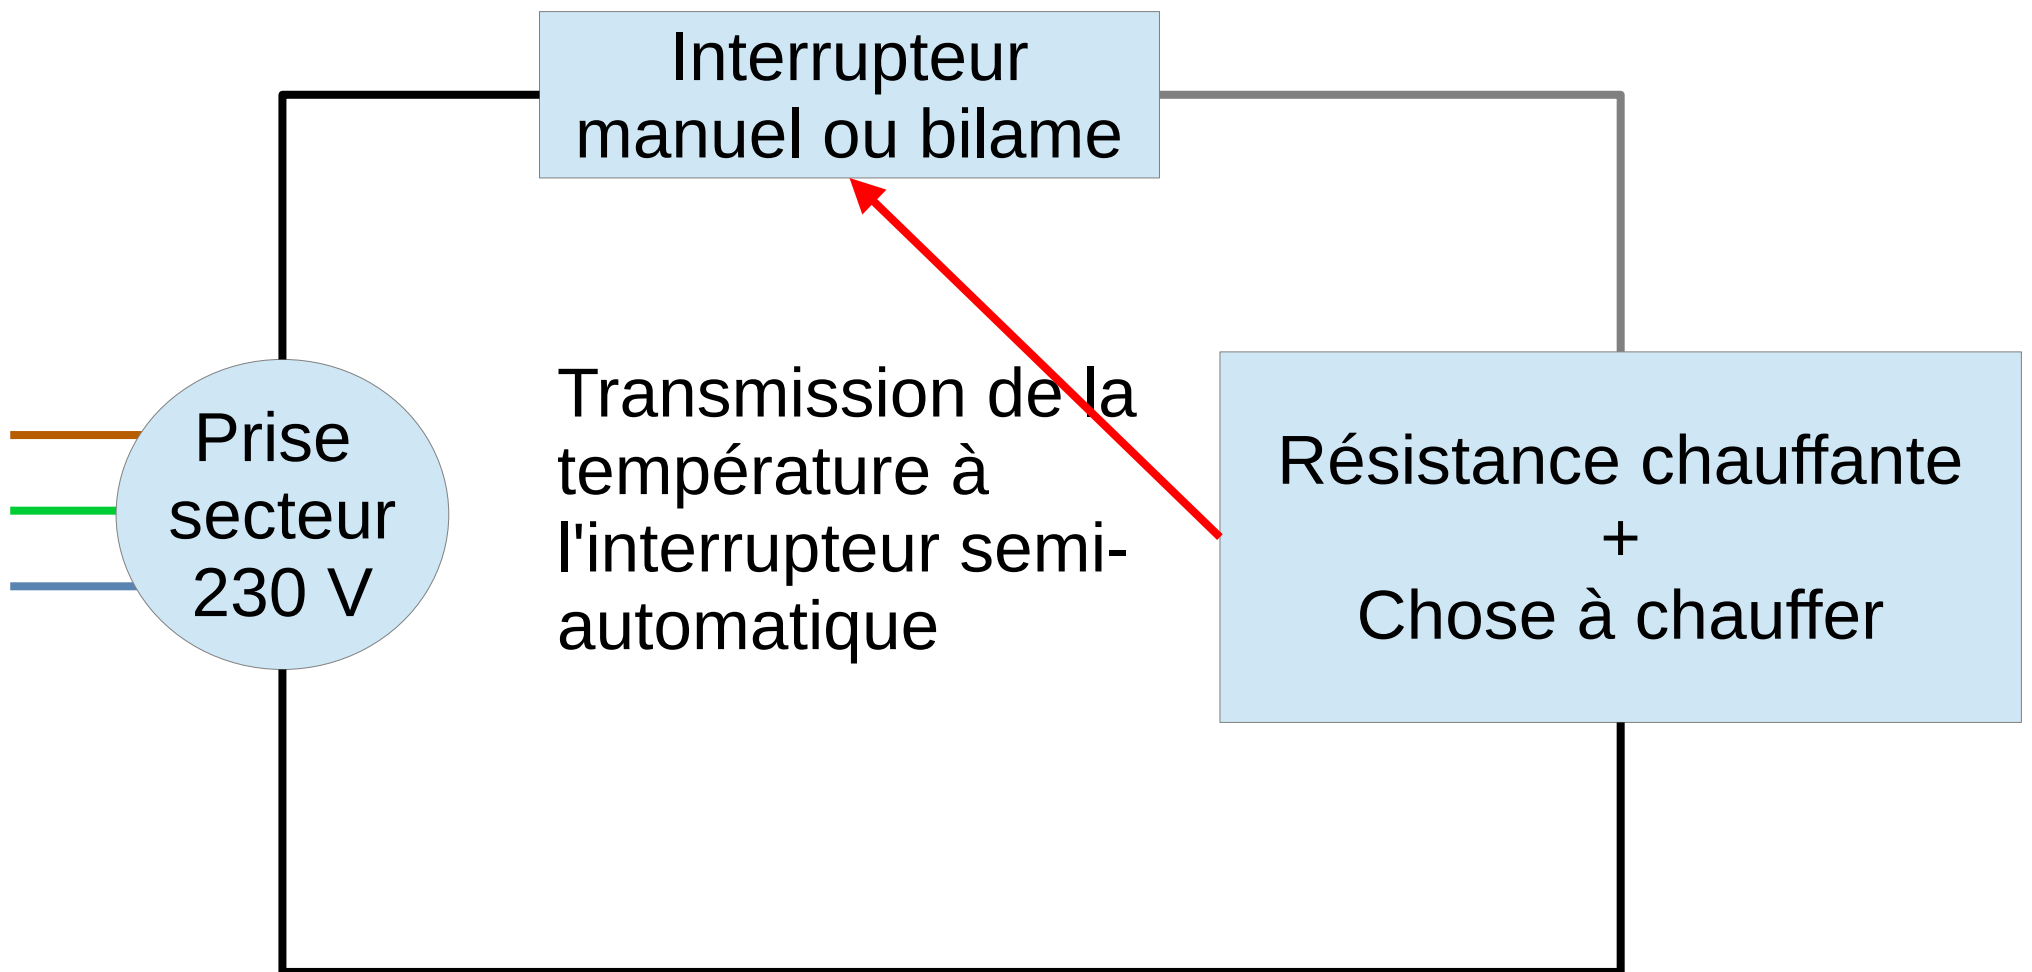 Interrupteur
manuel ou bilame
Prise
secteur
230 V
Transmission de la
température à
l'interrupteur semi-
automatique
Résistance chauffante
+
Chose à chauffer